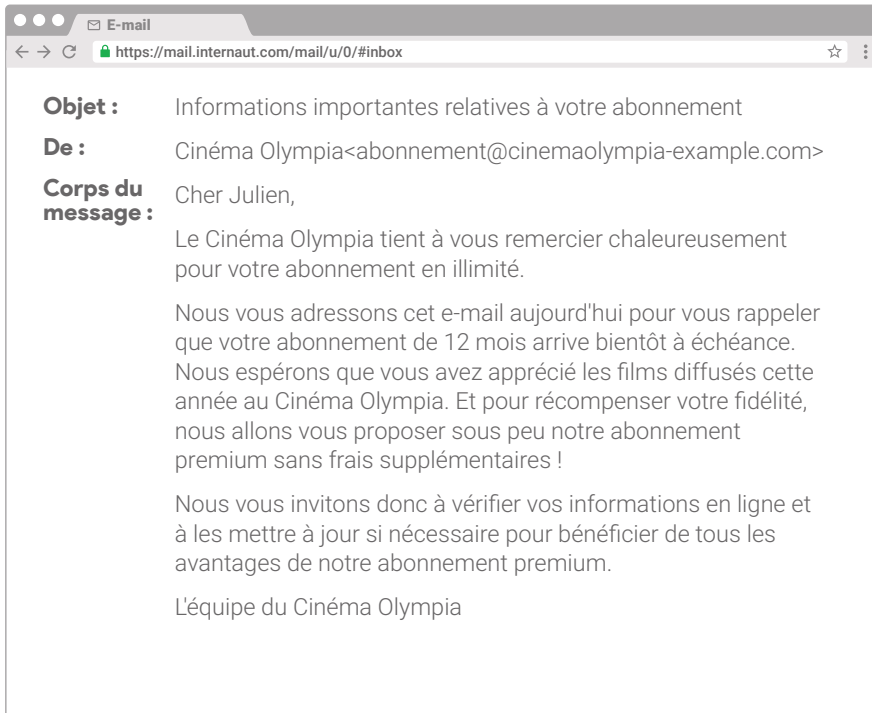 E-mail
https://mail.internaut.com/mail/u/0/#inbox
Objet : Informations importantes relatives à votre abonnement
De : Cinéma Olympia<abonnement@cinemaolympia-example.com>
Corps du message : Cher Julien,
Le Cinéma Olympia tient à vous remercier chaleureusement
pour votre abonnement en illimité.
Nous vous adressons cet e-mail aujourd'hui pour vous rappeler
que votre abonnement de 12 mois arrive bientôt à échéance.
Nous espérons que vous avez apprécié les films diffusés cette
année au Cinéma Olympia. Et pour récompenser votre fidélité,
nous allons vous proposer sous peu notre abonnement
premium sans frais supplémentaires !
Nous vous invitons donc à vérifier vos informations en ligne et
à les mettre à jour si nécessaire pour bénéficier de tous les
avantages de notre abonnement premium.
L'équipe du Cinéma Olympia